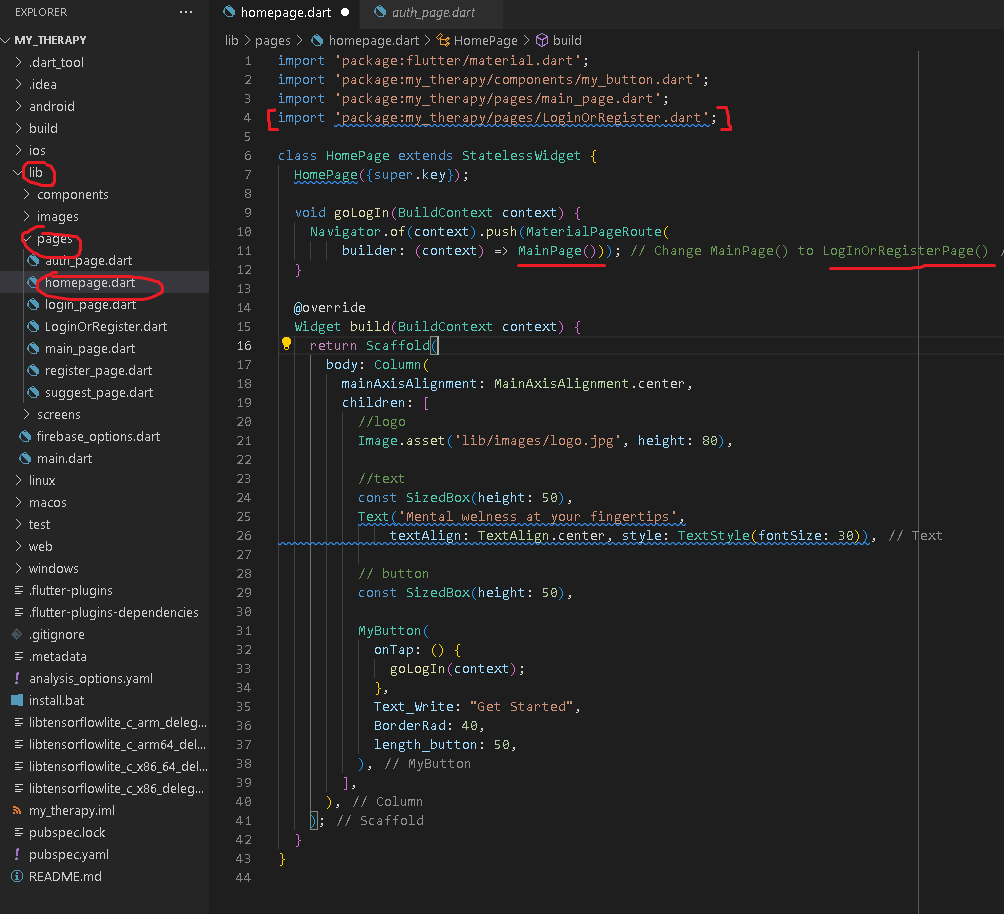 EXPLORER ...
MY_THERAPY
.dart_tool
.idea
android
build
ios
lib
components
images
pages
auth_page.dart
homepage.dart
login_page.dart
LoginOrRegister.dart
main_page.dart
register_page.dart
suggest_page.dart
screens
firebase_options.dart
main.dart
linux
macos
test
web
windows
.flutter-plugins
.flutter-plugins-dependencies
.gitignore
.metadata
analysis_options.yaml
install.bat
libtensorflowlite_c_arm_deleg...
libtensorflowlite_c_arm64_del...
libtensorflowlite_c_x86_64_del...
libtensorflowlite_c_x86_deleg...
my_therapy.iml
pubspec.lock
pubspec.yaml
README.md
homepage.dart ● auth_page.dart
lib > pages > homepage.dart > HomePage > build
1 import 'package:flutter/material.dart';
2 import 'package:my_therapy/components/my_button.dart';
3 import 'package:my_therapy/pages/main_page.dart';
4 import 'package:my_therapy/pages/LoginOrRegister.dart';
5
6 class HomePage extends StatelessWidget {
7 HomePage({super.key});
8
9 void goLogIn(BuildContext context) {
10 Navigator.of(context).push(MaterialPageRoute(
11 builder: (context) => MainPage())); // Change MainPage() to LogInOrRegisterPage() /
12 }
13
14 @override
15 Widget build(BuildContext context) {
16 return Scaffold(
17 body: Column(
18 mainAxisAlignment: MainAxisAlignment.center,
19 children: [
20 //logo
21 Image.asset('lib/images/logo.jpg', height: 80),
22
23 //text
24 const SizedBox(height: 50),
25 Text('Mental welness at your fingertips',
26 textAlign: TextAlign.center, style: TextStyle(fontSize: 30)), // Text
27
28 // button
29 const SizedBox(height: 50),
30
31 MyButton(
32 onTap: () {
33 goLogIn(context);
34 },
35 Text_Write: "Get Started",
36 BorderRad: 40,
37 length_button: 50,
38 ), // MyButton
39 ],
40 ), // Column
41 ); // Scaffold
42 }
43 }
44